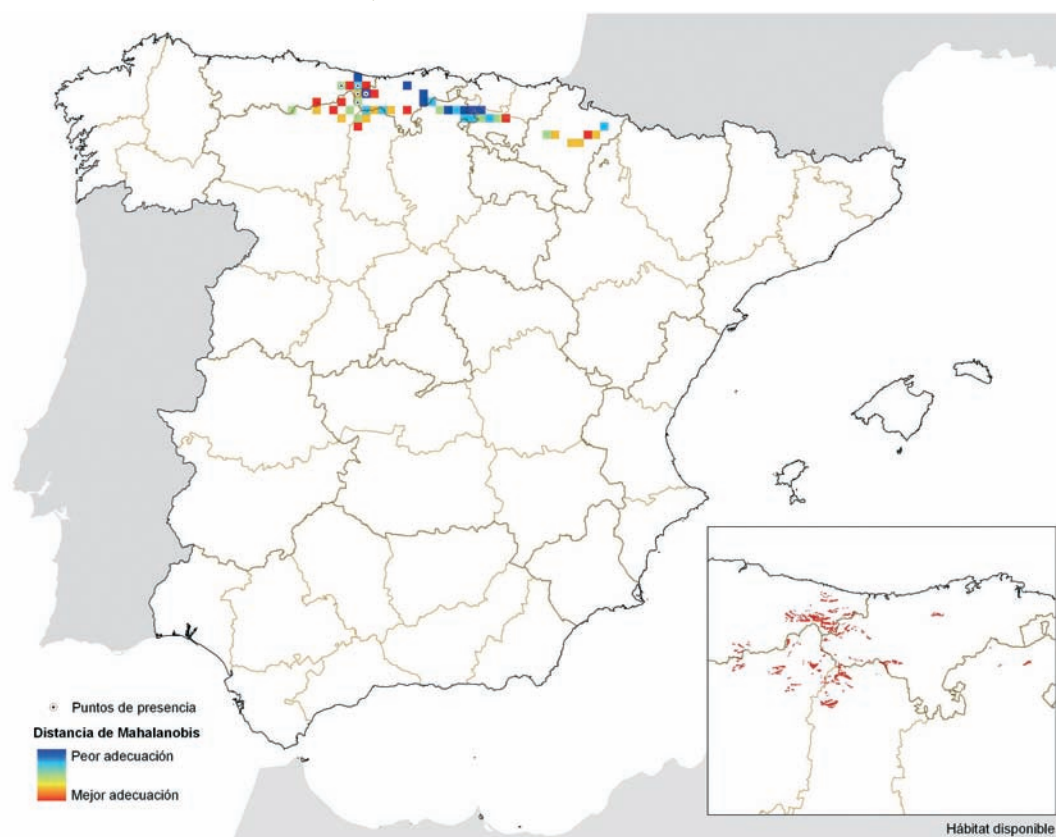 Puntos de presencia
Distancia de Mahalanobis
Peor adecuación
Mejor adecuación
Hábitat disponible